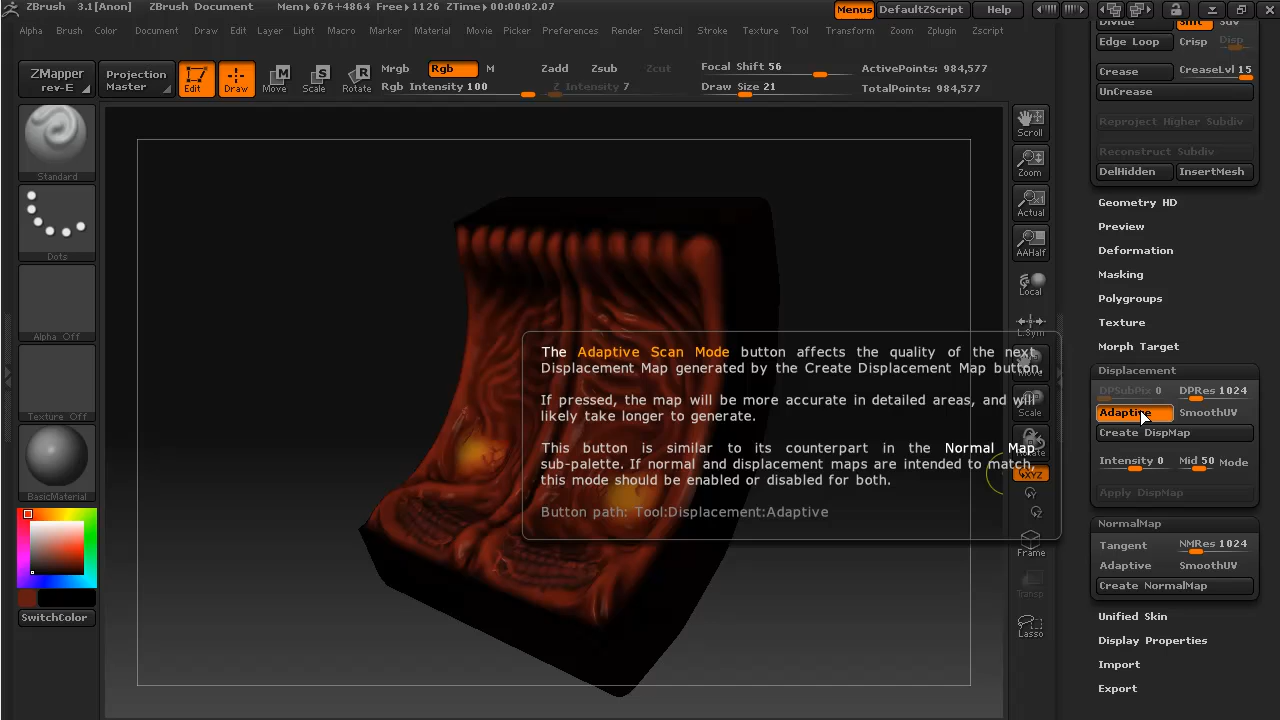 ZBrush 3.1[Anon] ZBrush Document Mem▸676+4864 Free▸1126 ZTime▸00:00:02.07 Menus DefaultZScript Help
Alpha Brush Color Document Draw Edit Layer Light Macro Marker Material Movie Picker Preferences Render Stencil Stroke Texture Tool Transform Zoom Zplugin Zscript
ZMapper
rev-E
Projection
Master
Edit
Draw
Move
Scale
Rotate
Mrgb Rgb M
Rgb Intensity 100
Zadd Zsub Zcut
Z Intensity 7
Focal Shift 56
Draw Size 21
ActivePoints 984,577
TotalPoints: 984,577
Standard
Dots
Alpha Off
Texture Off
BasicMaterial
SwitchColor
The Adaptive Scan Mode button affects the quality of the next
Displacement Map generated by the Create Displacement Map button.
If pressed, the map will be more accurate in detailed areas, and will
likely take longer to generate.
This button is similar to its counterpart in the Normal Map
sub-palette. If normal and displacement maps are intended to match,
this mode should be enabled or disabled for both.
Button path: Tool:Displacement:Adaptive
Scroll
Zoom
Actual
AAHalf
Local
L.Sym
Move
Scale
Rotate
XYZ
Frame
Transp
Lasso
Divide Smt Suv
Edge Loop Crisp Disp
Crease CreaseLvl 15
UnCrease
Reproject Higher Subdiv
Reconstruct Subdiv
DelHidden InsertMesh
Geometry HD
Preview
Deformation
Masking
Polygroups
Texture
Morph Target
Displacement
DPSubPix 0 DPRes 1024
Adaptive SmoothUV
Create DispMap
Intensity 0 Mid 50 Mode
Apply DispMap
NormalMap
Tangent NMRes 1024
Adaptive SmoothUV
Create NormalMap
Unified Skin
Display Properties
Import
Export